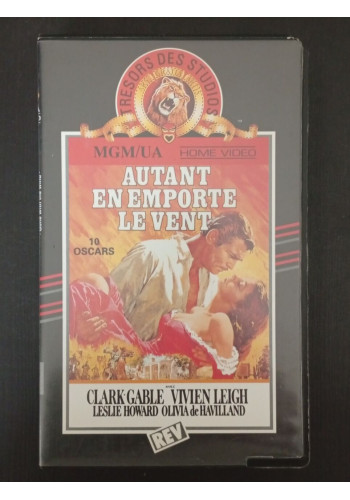 TRESORS DES STUDIOS
MGM/UA HOME VIDEO
AUTANT
EN EMPORTE
LE VENT
10
OSCARS
avec
CLARK GABLE VIVIEN LEIGH
LESLIE HOWARD OLIVIA de HAVILLAND
REV